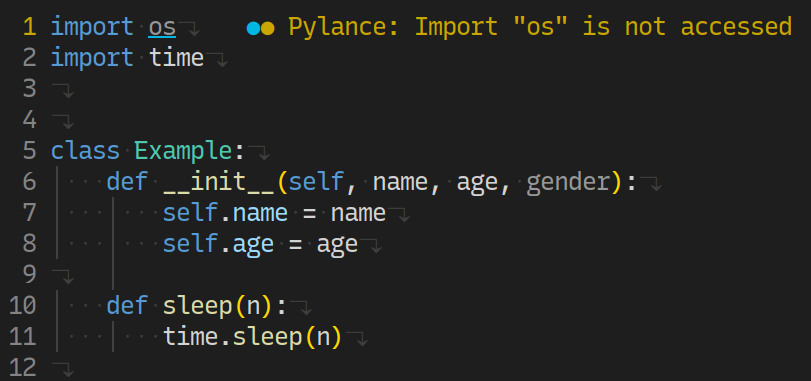 1 import os Pylance: Import "os" is not accessed
2 import time
3
4
5 class Example:
6     def __init__(self, name, age, gender):
7         self.name = name
8         self.age = age
9
10     def sleep(n):
11         time.sleep(n)
12